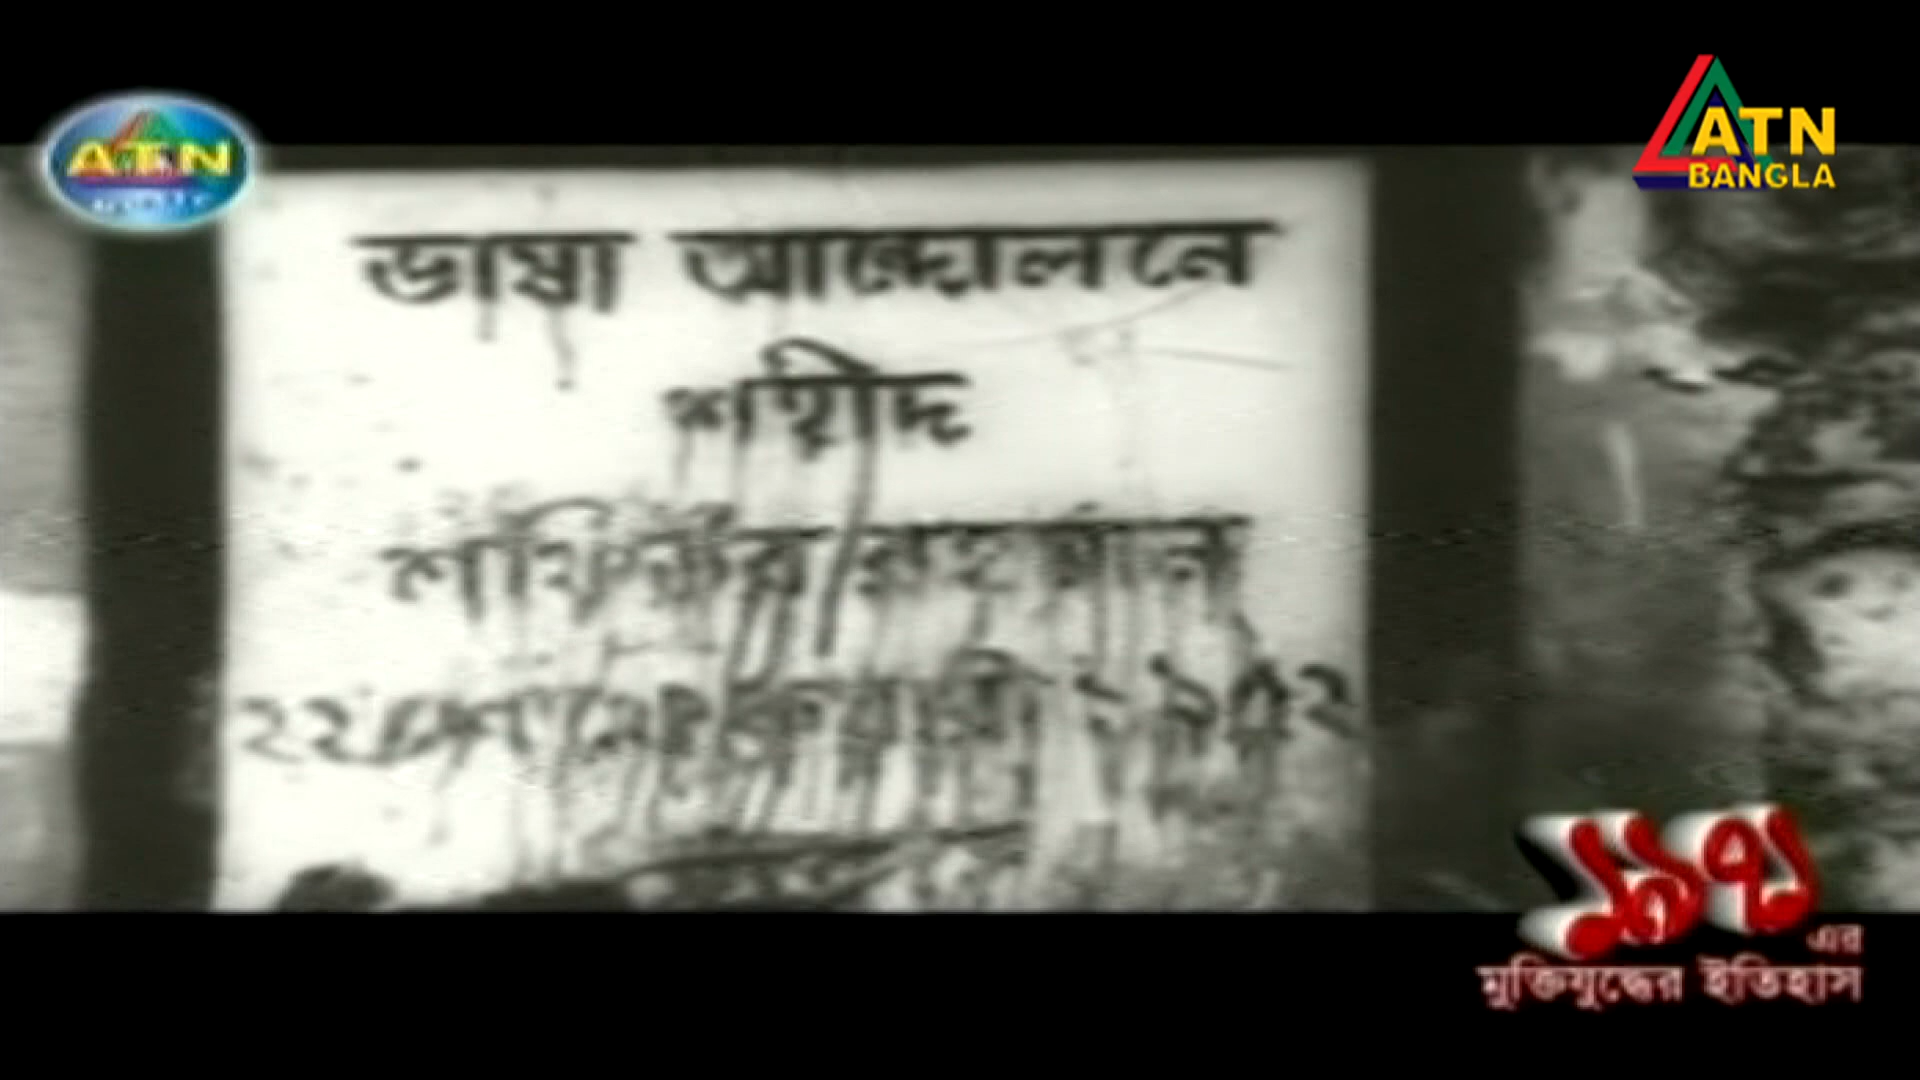 ATN
ATN
BANGLA
ভাষা আন্দোলনে
শহীদ
শফিউর রহমান
২২শে ফেব্রুয়ারী ১৯৫২
১৯৭১
এর
মুক্তিযুদ্ধের ইতিহাস